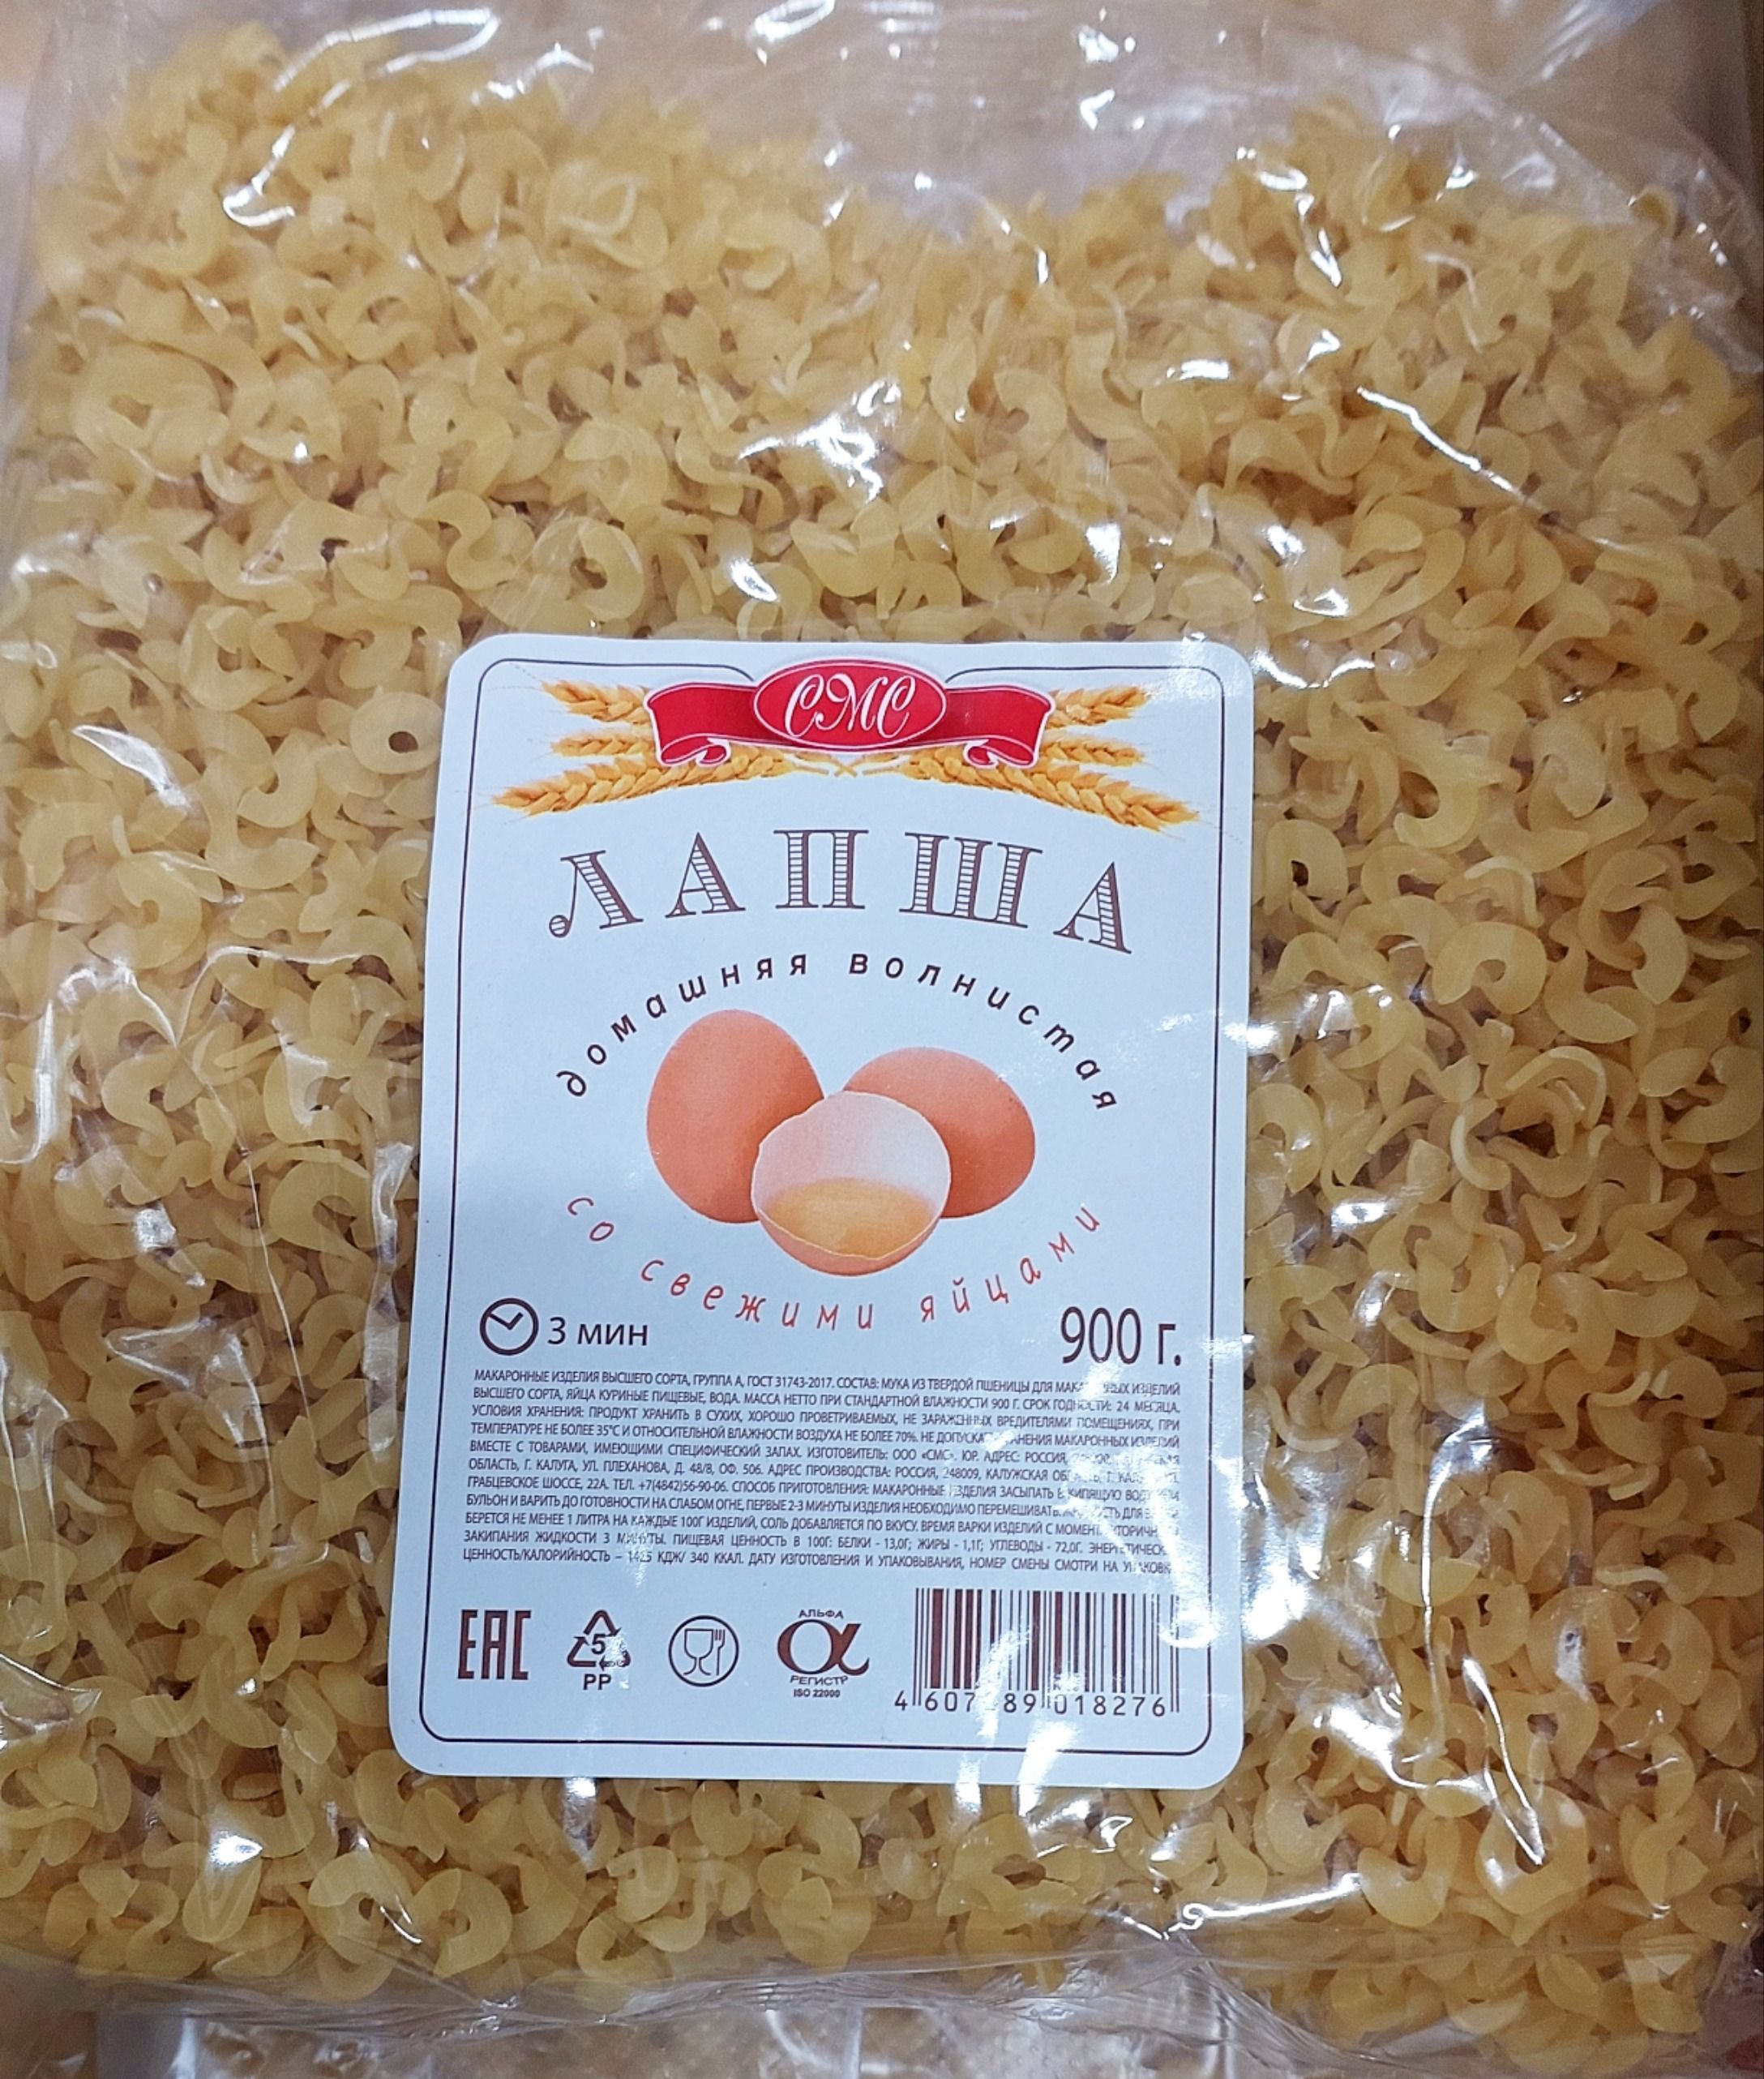 СМС
ЛАПША
домашняя волнистая
со свежими яйцами
3 мин
900 г.
МАКАРОННЫЕ ИЗДЕЛИЯ ВЫСШЕГО СОРТА, ГРУППА А, ГОСТ 31743-2017. СОСТАВ: МУКА ИЗ ТВЕРДОЙ ПШЕНИЦЫ ДЛЯ ИЗДЕЛИЙ
ВЫСШЕГО СОРТА, ЯЙЦА КУРИНЫЕ ПИЩЕВЫЕ, ВОДА. МАССА НЕТТО ПРИ СТАНДАРТНОЙ ВЛАЖНОСТИ 900 Г. СРОК ГОДНОСТИ: 24 МЕСЯЦА.
УСЛОВИЯ ХРАНЕНИЯ: ПРОДУКТ ХРАНИТЬ В СУХИХ, ХОРОШО ПРОВЕТРИВАЕМЫХ, НЕ ЗАРАЖЕННЫХ ВРЕДИТЕЛЯМИ ПОМЕЩЕНИЯХ, ПРИ
ТЕМПЕРАТУРЕ НЕ БОЛЕЕ 35°С И ОТНОСИТЕЛЬНОЙ ВЛАЖНОСТИ ВОЗДУХА НЕ БОЛЕЕ 70%. НЕ МАКАРОННЫХ ИЗДЕЛИЙ
ВМЕСТЕ С ТОВАРАМИ, ИМЕЮЩИМИ СПЕЦИФИЧЕСКИЙ ЗАПАХ. ИЗГОТОВИТЕЛЬ: ООО «СМС». ЮР. АДРЕС: РОССИЯ,
ОБЛАСТЬ, Г. КАЛУГА, УЛ. ПЛЕХАНОВА, Д. 48/8, ОФ. 506. АДРЕС ПРОИЗВОДСТВА: РОССИЯ, 248009, КАЛУЖСКАЯ
ГРАБЦЕВСКОЕ ШОССЕ, 22А. ТЕЛ. +7(4842)56-90-06. СПОСОБ ПРИГОТОВЛЕНИЯ: МАКАРОННЫЕ ИЗДЕЛИЯ ЗАСЫПАТЬ В КИПЯЩУЮ ВОДУ
БУЛЬОН И ВАРИТЬ ДО ГОТОВНОСТИ НА СЛАБОМ ОГНЕ, ПЕРВЫЕ 2-3 МИНУТЫ ИЗДЕЛИЯ НЕОБХОДИМО ПЕРЕМЕШИВАТЬ. ДЛЯ
БЕРЕТСЯ НЕ МЕНЕЕ 1 ЛИТРА НА КАЖДЫЕ 100Г ИЗДЕЛИЙ, СОЛЬ ДОБАВЛЯЕТСЯ ПО ВКУСУ. ВРЕМЯ ВАРКИ ИЗДЕЛИЙ С
ЗАКИПАНИЯ ЖИДКОСТИ 3 МИНУТЫ. ПИЩЕВАЯ ЦЕННОСТЬ В 100Г: БЕЛКИ - 13,0Г; ЖИРЫ - 1,1Г; УГЛЕВОДЫ - 72,0Г.
ЦЕННОСТЬ/КАЛОРИЙНОСТЬ – 1425 КДЖ/ 340 ККАЛ. ДАТУ ИЗГОТОВЛЕНИЯ И УПАКОВЫВАНИЯ, НОМЕР СМЕНЫ СМОТРИ НА
EAC
5
PP
АЛЬФА
РЕГИСТР
ISO 22000
4 607 89 018276